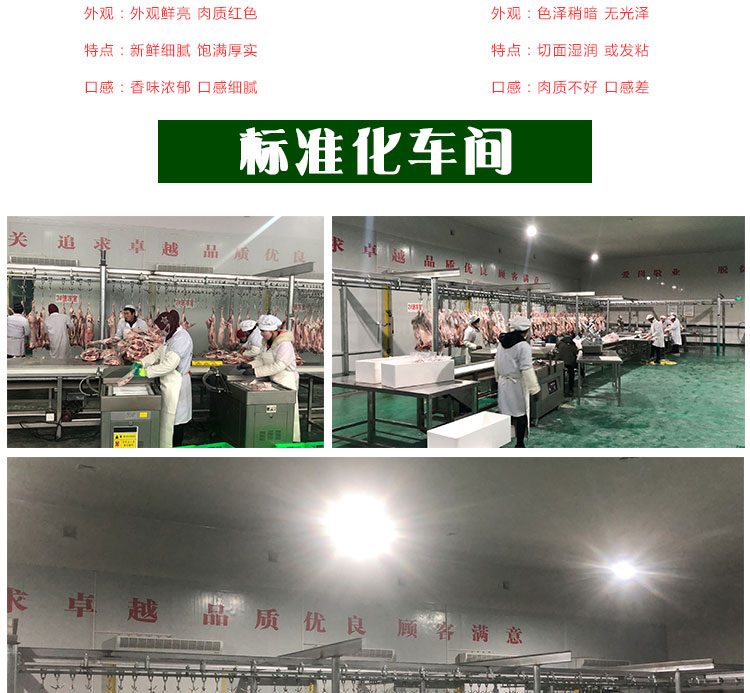 外观：外观鲜亮 肉质红色
特点：新鲜细腻 饱满厚实
口感：香味浓郁 口感细腻
外观：色泽稍暗 无光泽
特点：切面湿润 或发粘
口感：肉质不好 口感差
标准化车间
关 追求卓越 品质优良
求卓越 品质优良 顾客满意
爱岗敬业
求卓越 品质优良 顾客满意